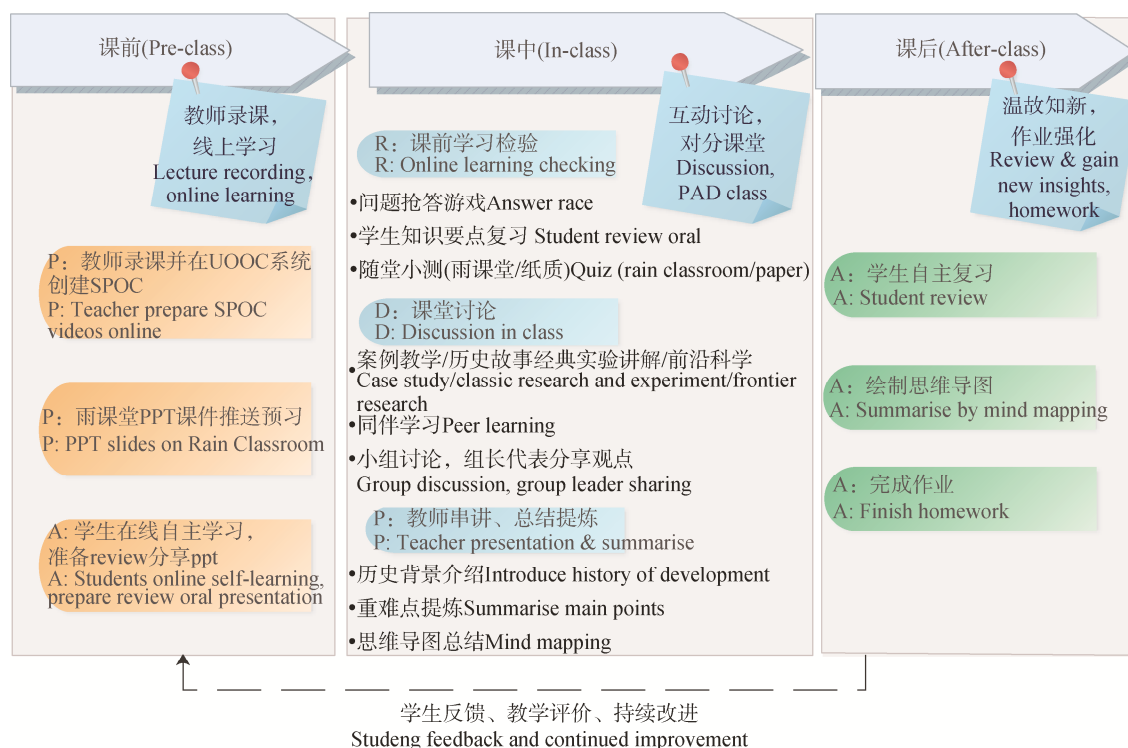 课前(Pre-class)
教师录课，
线上学习
Lecture recording,
online learning
P：教师录课并在UOOC系统
创建SPOC
P: Teacher prepare SPOC
videos online
P：雨课堂PPT课件推送预习
P: PPT slides on Rain Classroom
A: 学生在线自主学习，
准备review分享ppt
A: Students online self-learning,
prepare review oral presentation
课中(In-class)
互动讨论，
对分课堂
Discussion,
PAD class
R：课前学习检验
R: Online learning checking
•问题抢答游戏Answer race
•学生知识要点复习 Student review oral
•随堂小测(雨课堂/纸质)Quiz (rain classroom/paper)
D：课堂讨论
D: Discussion in class
•案例教学/历史故事经典实验讲解/前沿科学
Case study/classic research and experiment/frontier
research
•同伴学习Peer learning
•小组讨论，组长代表分享观点
Group discussion, group leader sharing
P：教师串讲、总结提炼
P: Teacher presentation & summarise
•历史背景介绍Introduce history of development
•重难点提炼Summarise main points
•思维导图总结Mind mapping
课后(After-class)
温故知新，
作业强化
Review & gain
new insights,
homework
A：学生自主复习
A: Student review
A：绘制思维导图
A: Summarise by mind mapping
A：完成作业
A: Finish homework
学生反馈、教学评价、持续改进
Studeng feedback and continued improvement